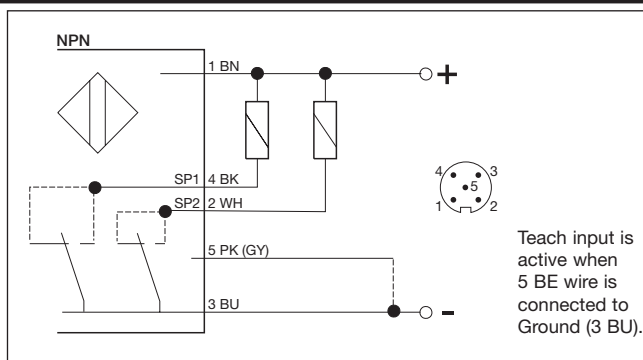 NPN
1 BN
+
SP1 4 BK
SP2 2 WH
5 PK (GY)
3 BU
-
4 3
5
1 2
Teach input is
active when
5 BE wire is
connected to
Ground (3 BU).